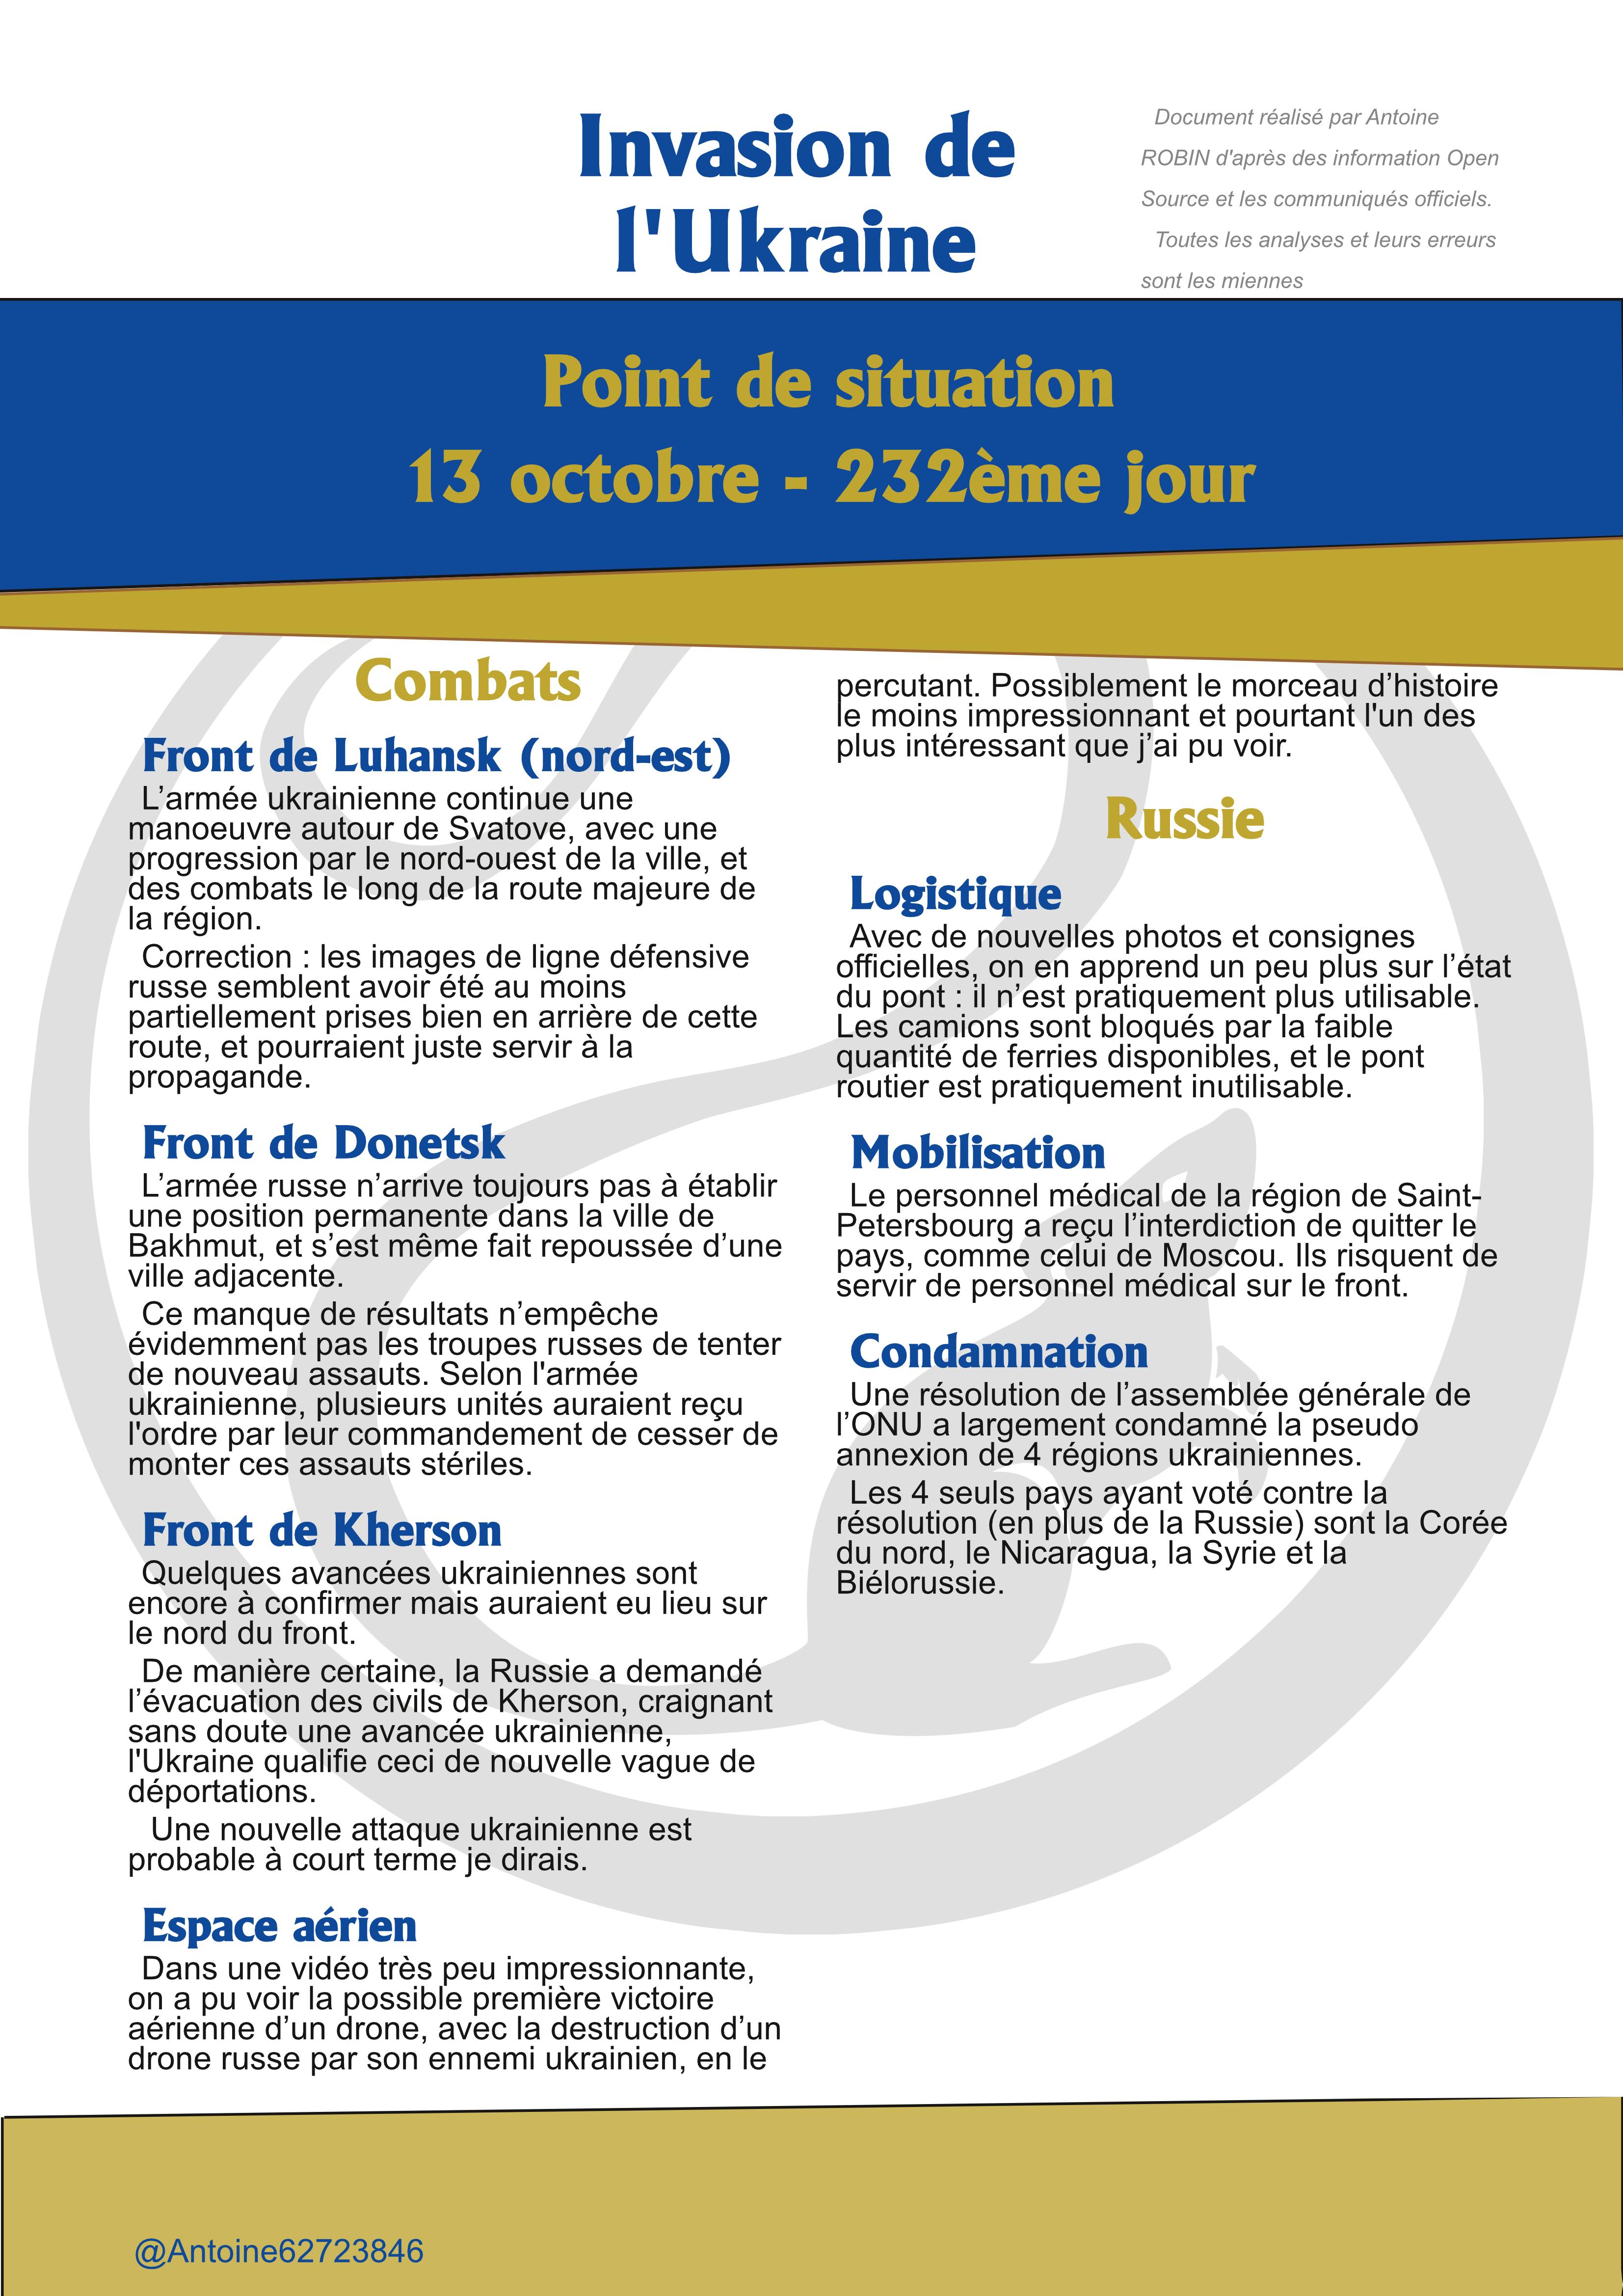 Invasion de
l'Ukraine
Document réalisé par Antoine
ROBIN d'après des information Open
Source et les communiqués officiels.
Toutes les analyses et leurs erreurs
sont les miennes
Point de situation
13 octobre - 232ème jour
Combats
Front de Luhansk (nord-est)
L’armée ukrainienne continue une
manoeuvre autour de Svatove, avec une
progression par le nord-ouest de la ville, et
des combats le long de la route majeure de
la région.
Correction : les images de ligne défensive
russe semblent avoir été au moins
partiellement prises bien en arrière de cette
route, et pourraient juste servir à la
propagande.
Front de Donetsk
L’armée russe n’arrive toujours pas à établir
une position permanente dans la ville de
Bakhmut, et s’est même fait repoussée d’une
ville adjacente.
Ce manque de résultats n’empêche
évidemment pas les troupes russes de tenter
de nouveau assauts. Selon l'armée
ukrainienne, plusieurs unités auraient reçu
l'ordre par leur commandement de cesser de
monter ces assauts stériles.
Front de Kherson
Quelques avancées ukrainiennes sont
encore à confirmer mais auraient eu lieu sur
le nord du front.
De manière certaine, la Russie a demandé
l’évacuation des civils de Kherson, craignant
sans doute une avancée ukrainienne,
l'Ukraine qualifie ceci de nouvelle vague de
déportations.
Une nouvelle attaque ukrainienne est
probable à court terme je dirais.
Espace aérien
Dans une vidéo très peu impressionnante,
on a pu voir la possible première victoire
aérienne d’un drone, avec la destruction d’un
drone russe par son ennemi ukrainien, en le
percutant. Possiblement le morceau d’histoire
le moins impressionnant et pourtant l'un des
plus intéressant que j’ai pu voir.
Russie
Logistique
Avec de nouvelles photos et consignes
officielles, on en apprend un peu plus sur l’état
du pont : il n’est pratiquement plus utilisable.
Les camions sont bloqués par la faible
quantité de ferries disponibles, et le pont
routier est pratiquement inutilisable.
Mobilisation
Le personnel médical de la région de Saint-
Petersbourg a reçu l’interdiction de quitter le
pays, comme celui de Moscou. Ils risquent de
servir de personnel médical sur le front.
Condamnation
Une résolution de l’assemblée générale de
l’ONU a largement condamné la pseudo
annexion de 4 régions ukrainiennes.
Les 4 seuls pays ayant voté contre la
résolution (en plus de la Russie) sont la Corée
du nord, le Nicaragua, la Syrie et la
Biélorussie.
@Antoine62723846